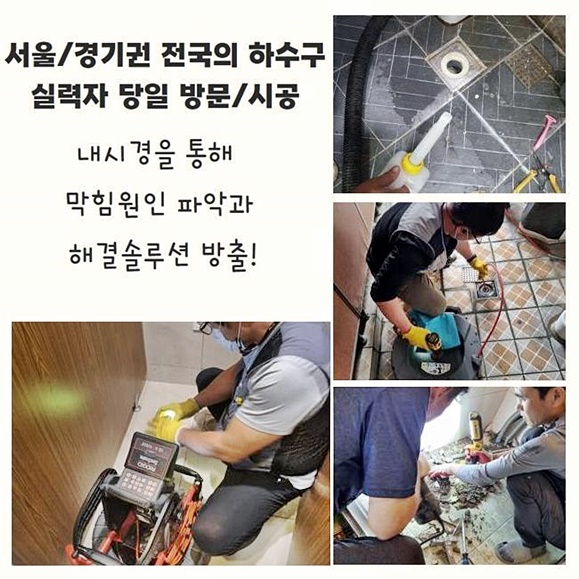 서울/경기권 전국의 하수구
실력자 당일 방문/시공
내시경을 통해
막힘원인 파악과
해결솔루션 방출!
RIDGID
SeeSnake